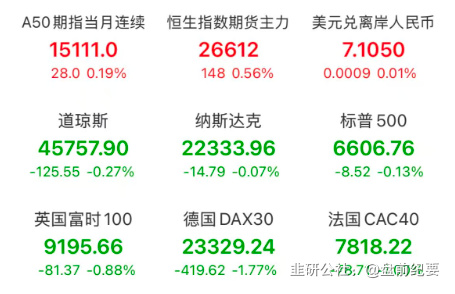 A50期指当月连续 恒生指数期货主力 美元兑离岸人民币
15111.0 26612 7.1050
28.0 0.19% 148 0.56% 0.0009 0.01%
道琼斯 纳斯达克 标普500
45757.90 22333.96 6606.76
-125.55 -0.27% -14.79 -0.07% -8.52 -0.13%
英国富时100 德国DAX30 法国CAC40
9195.66 23329.24 7818.22
-81.37 -0.88% -419.62 -1.77%
韭研公社：@盘前纪要